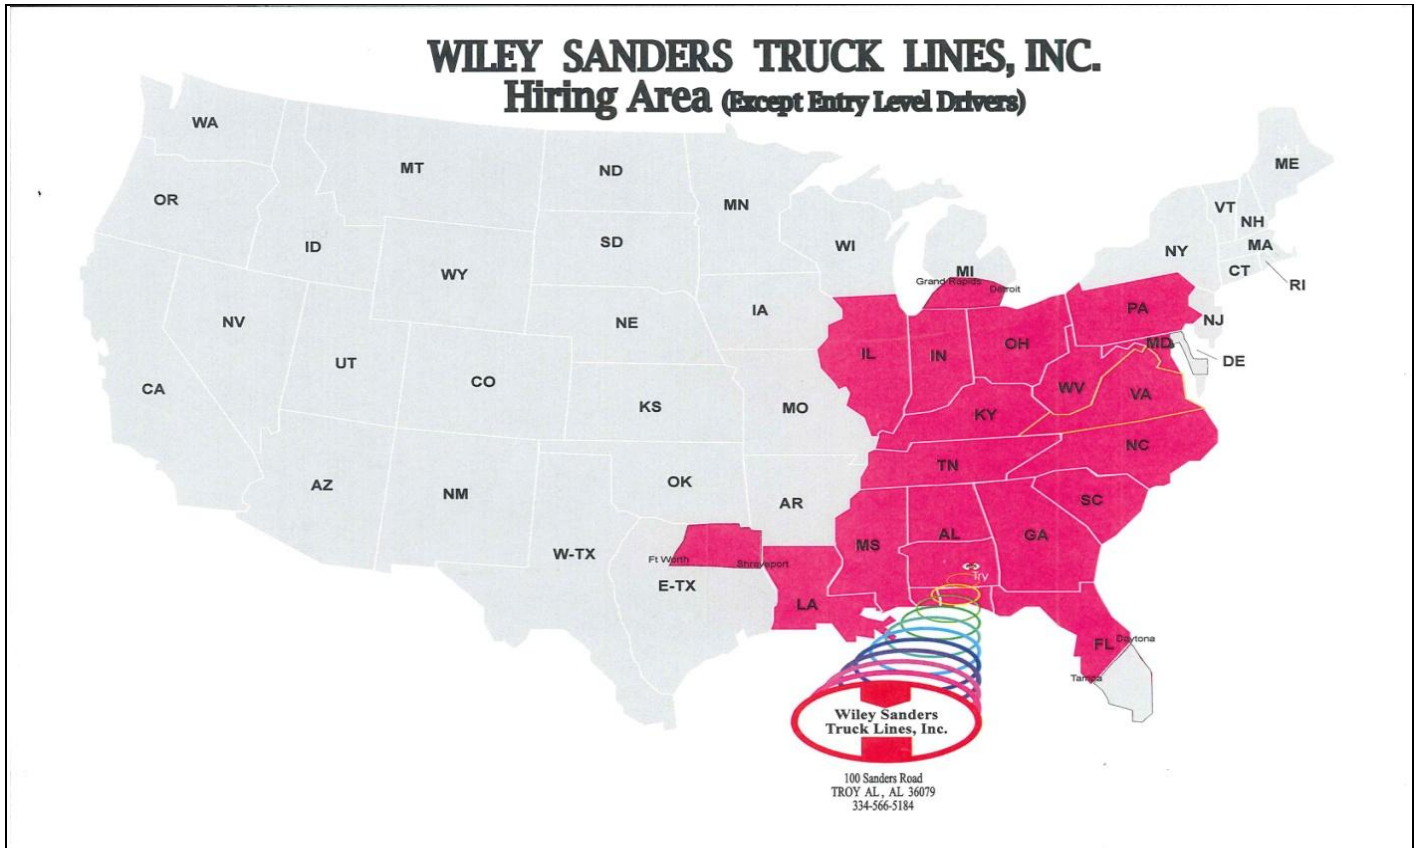 WILEY SANDERS TRUCK LINES, INC.
Hiring Area (Except Entry Level Drivers)
WA
MT
ND
MN
OR
ID
WY
SD
WI
MI
Grand Rapids
Detroit
ME
VT
NH
NY
MA
CT
RI
NV
UT
CO
NE
IA
IL
IN
OH
PA
NJ
MD
DE
CA
KS
MO
WV
VA
KY
NC
AZ
NM
OK
AR
TN
SC
W-TX
Ft Worth
Shreveport
E-TX
LA
MS
AL
GA
Try
FL
Daytona
Tampa
Wiley Sanders
Truck Lines, Inc.
100 Sanders Road
TROY AL, AL 36079
334-566-5184